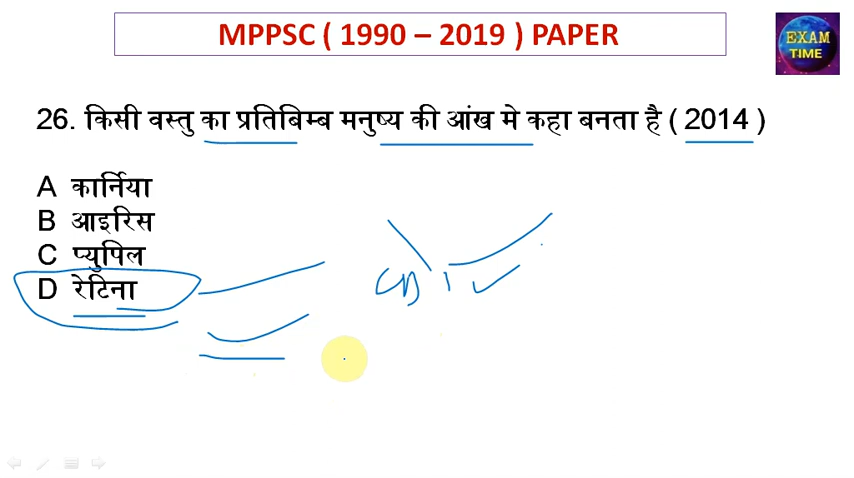 MPPSC ( 1990 – 2019 ) PAPER
EXAM
TIME
26. किसी वस्तु का प्रतिबिम्ब मनुष्य की आंख मे कहा बनता है ( 2014 )
A कार्निया
B आइरिस
C प्युपिल
D रेटिना